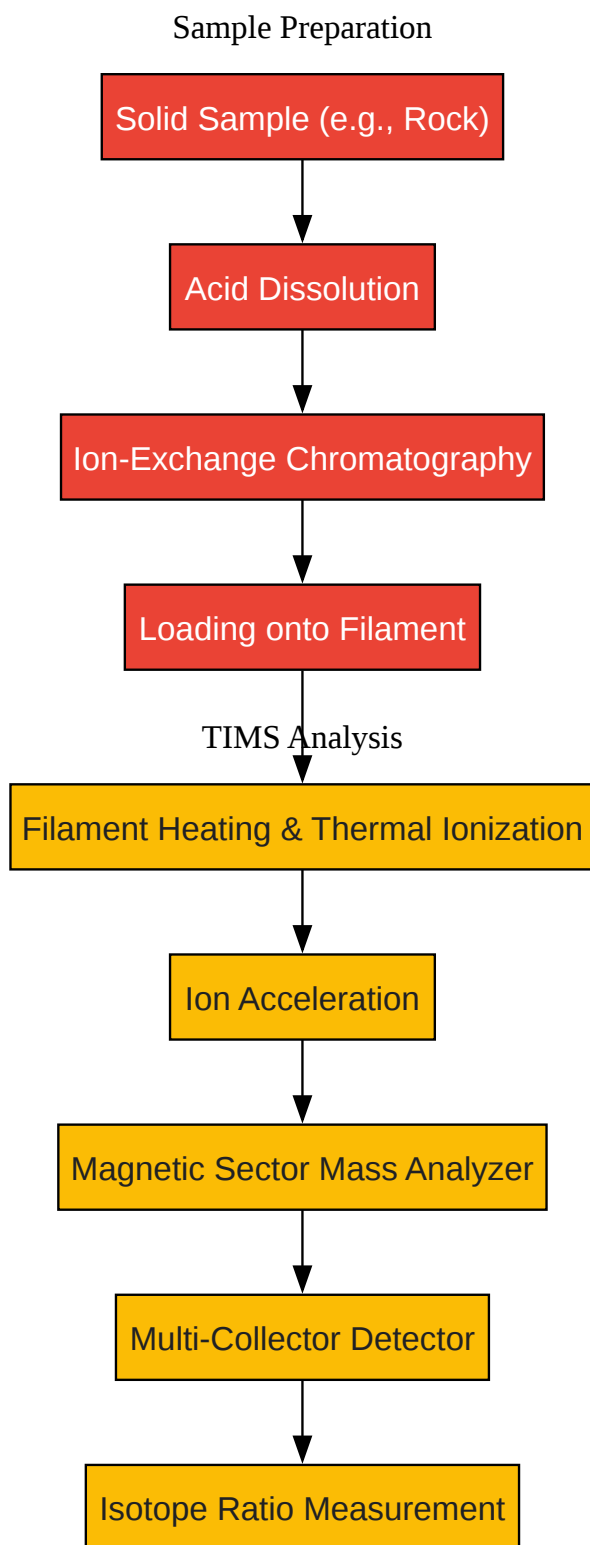 Sample Preparation
Solid Sample (e.g., Rock)
Acid Dissolution
Ion-Exchange Chromatography
Loading onto Filament
TIMS Analysis
Filament Heating & Thermal Ionization
Ion Acceleration
Magnetic Sector Mass Analyzer
Multi-Collector Detector
Isotope Ratio Measurement